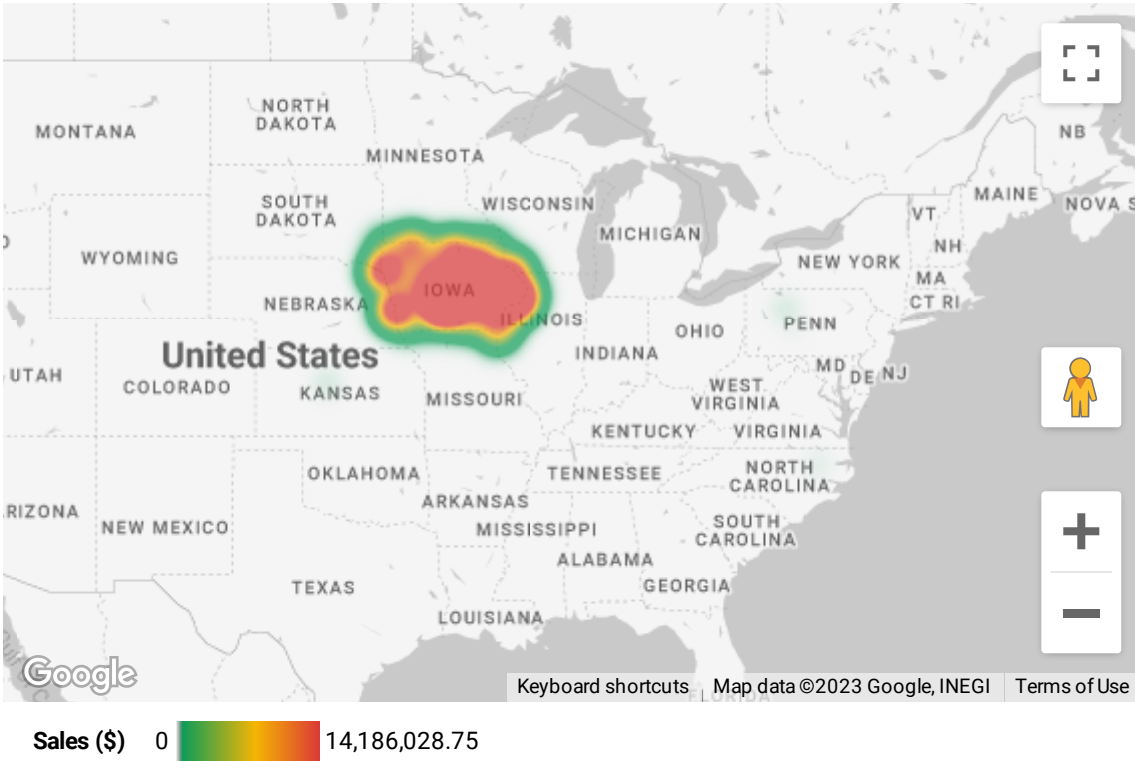 NORTH
DAKOTA
MONTANA
MINNESOTA
NB
MAINE
SOUTH
DAKOTA
WISCONSIN
NOVA S
VT
MICHIGAN
NH
WYOMING
NEW YORK
MA
IOWA
CT RI
NEBRASKA
ILLINOIS
PENN
OHIO
United States
INDIANA
MD
DE NJ
UTAH
COLORADO
KANSAS
MISSOURI
WEST
VIRGINIA
KENTUCKY
VIRGINIA
OKLAHOMA
TENNESSEE
NORTH
CAROLINA
ARKANSAS
RIZONA
NEW MEXICO
MISSISSIPPI
SOUTH
CAROLINA
ALABAMA
TEXAS
GEORGIA
LOUISIANA
Google
Keyboard shortcuts
Map data ©2023 Google, INEGI
Terms of Use
FLORIDA
Sales ($) 0 14,186,028.75